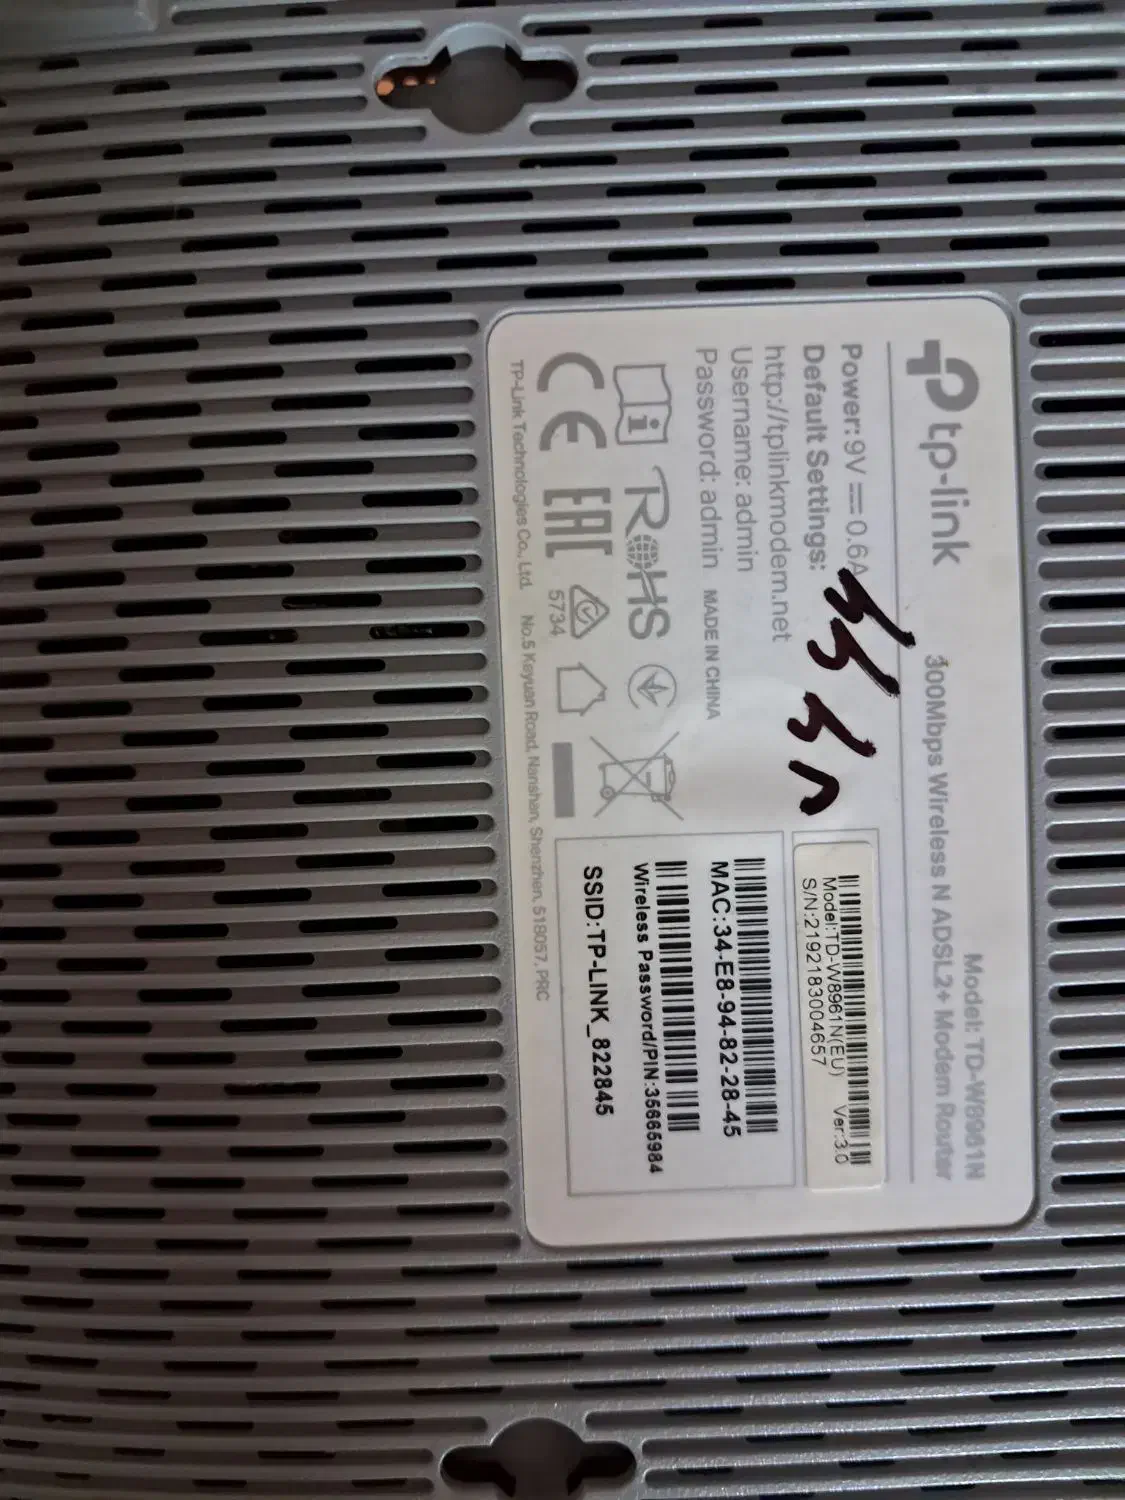 tp-link
Model: TD-W8961N
300Mbps Wireless N ADSL2+ Modem Router
Power: 9V ⎓ 0.6A
Default Settings:
http://tplinkmodem.net
Username: admin
Password: admin
MADE IN CHINA
Model:TD-W8961N(EU) Ver:3.0
S/N:2192183004657
MAC:34-E8-94-82-28-45
Wireless Password/PIN:35665984
SSID:TP-LINK_822845
RoHS
CE
EAC
5734
TP-Link Technologies Co., Ltd. No.5 Keyuan Road, Nanshan, Shenzhen, 518057, PRC